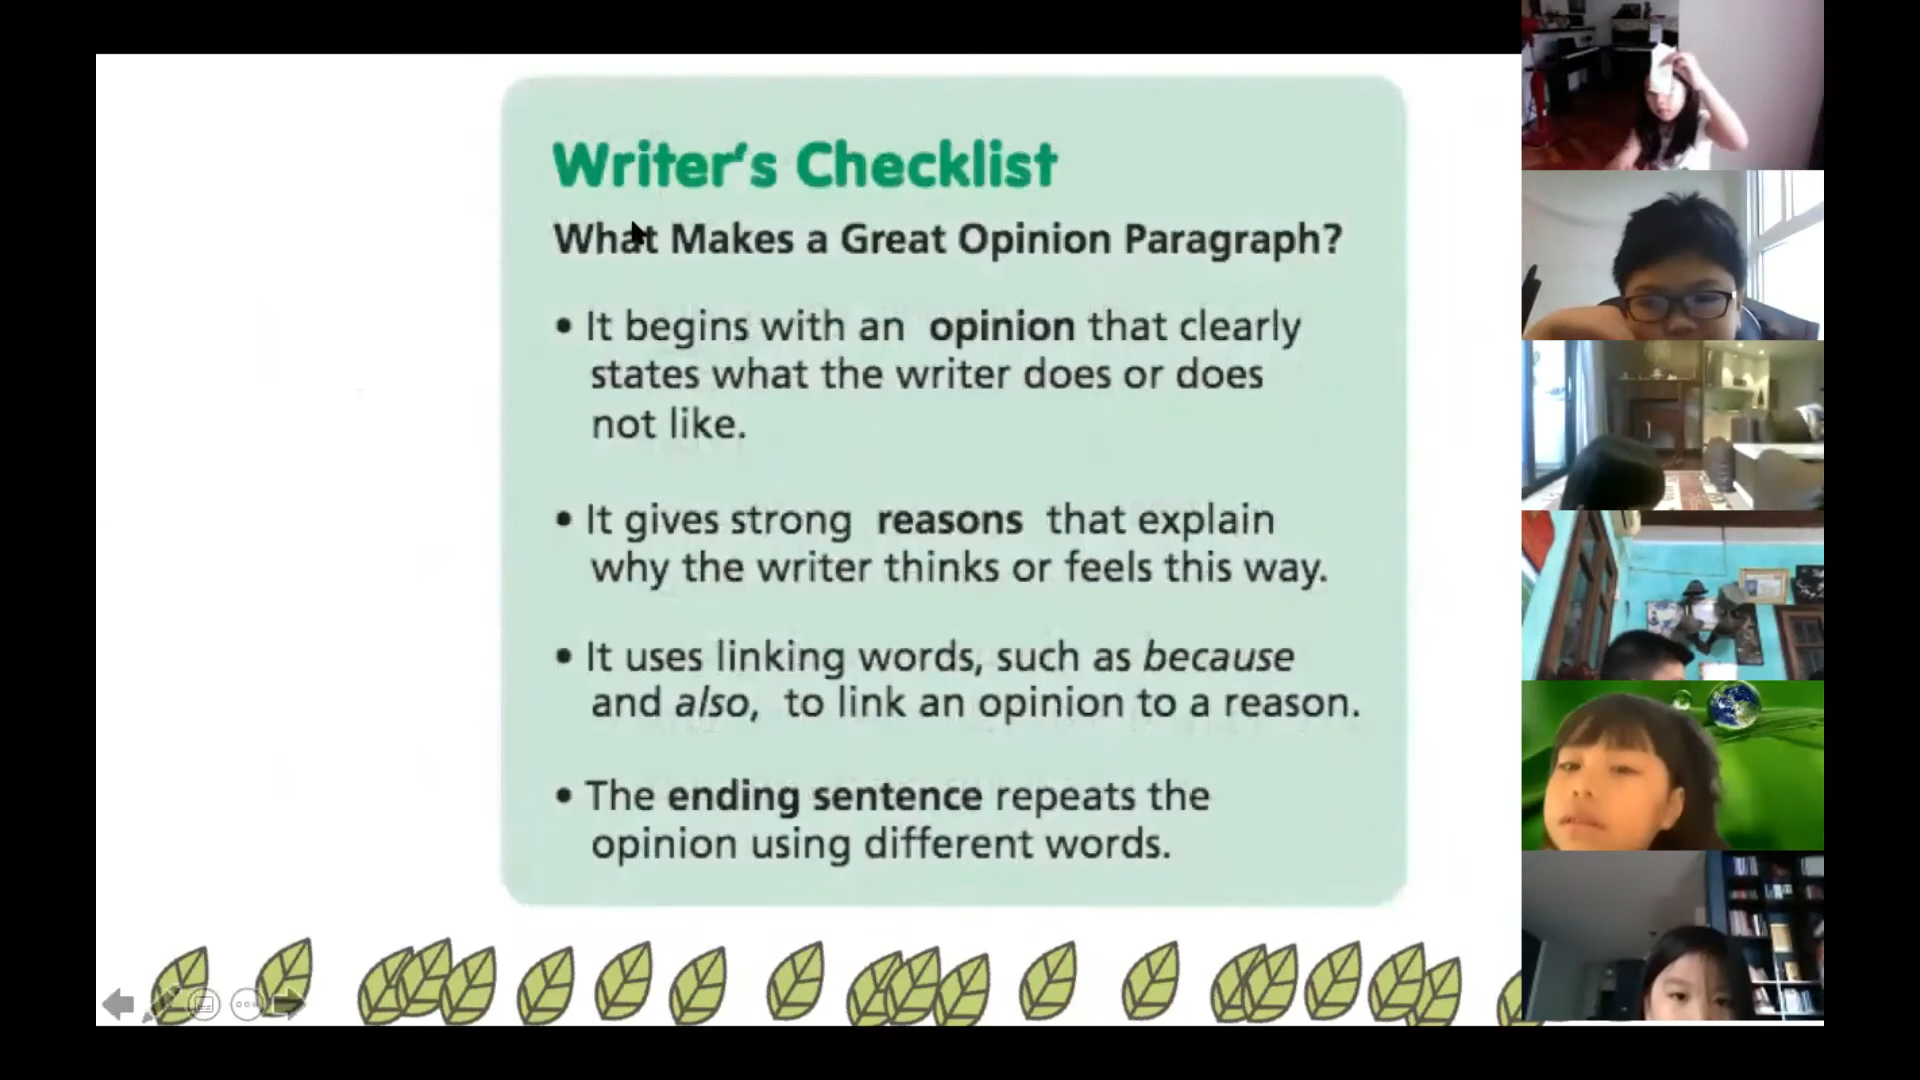 Writer's Checklist
What Makes a Great Opinion Paragraph?
• It begins with an opinion that clearly
states what the writer does or does
not like.
• It gives strong reasons that explain
why the writer thinks or feels this way.
• It uses linking words, such as because
and also, to link an opinion to a reason.
• The ending sentence repeats the
opinion using different words.